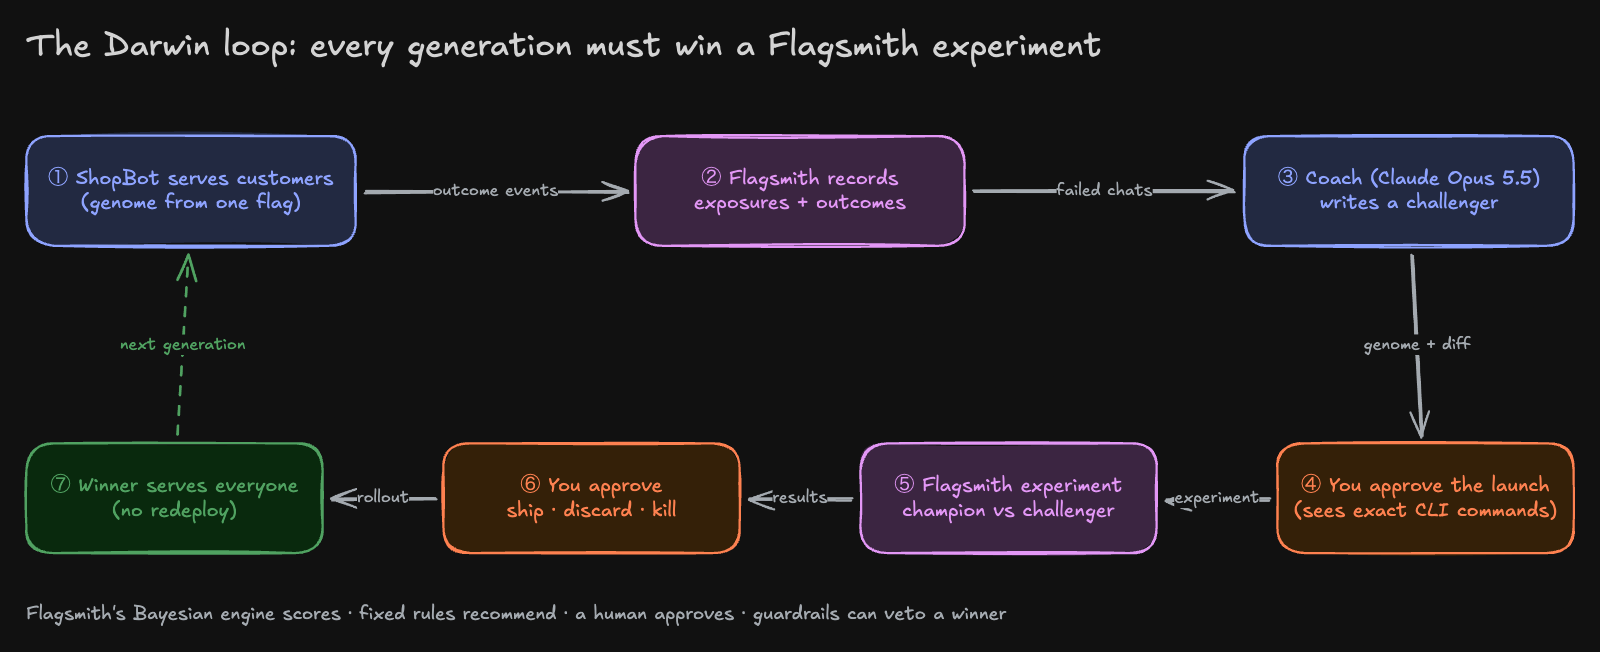 The Darwin loop: every generation must win a Flagsmith experiment
① ShopBot serves customers
(genome from one flag)
outcome events
② Flagsmith records
exposures + outcomes
failed chats
③ Coach (Claude Opus 5.5)
writes a challenger
genome + diff
④ You approve the launch
(sees exact CLI commands)
experiment
⑤ Flagsmith experiment
champion vs challenger
results
⑥ You approve
ship · discard · kill
rollout
⑦ Winner serves everyone
(no redeploy)
next generation
Flagsmith's Bayesian engine scores · fixed rules recommend · a human approves · guardrails can veto a winner